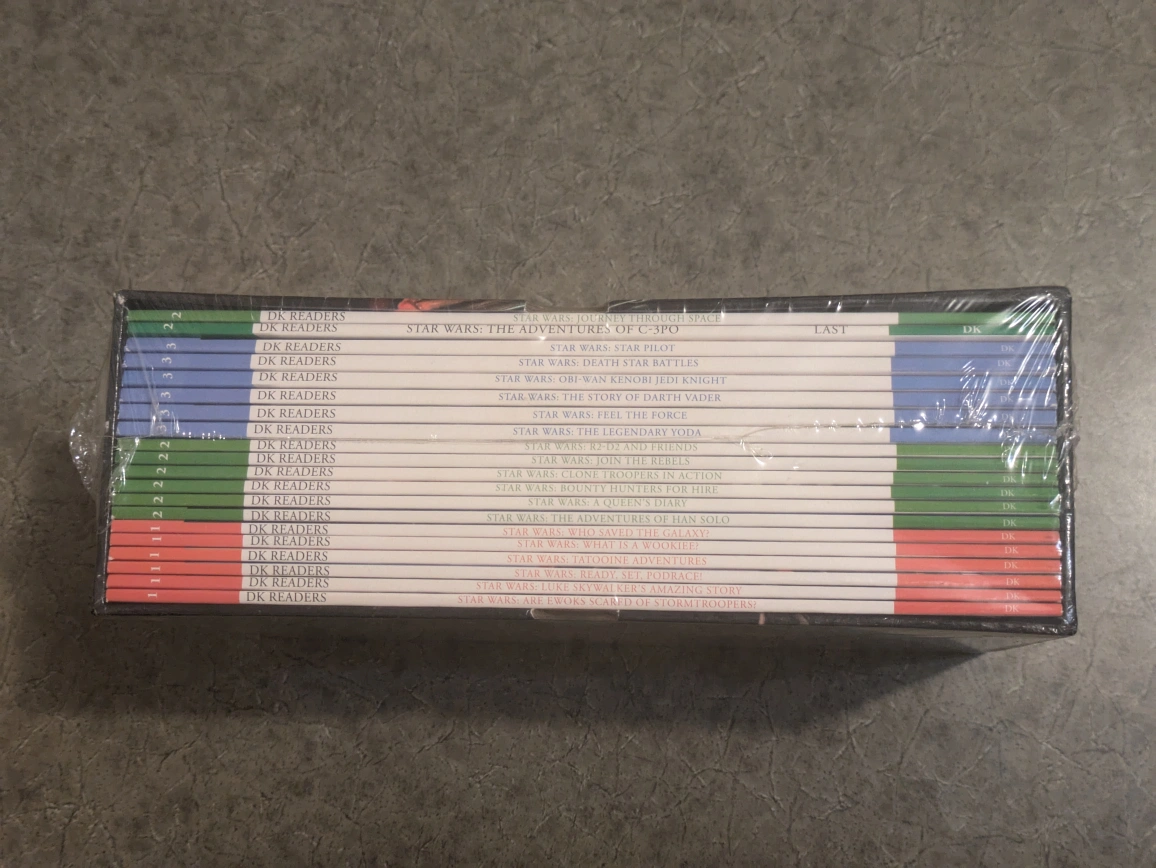 2 DK READERS STAR WARS: JOURNEY THROUGH SPACE
2 DK READERS STAR WARS: THE ADVENTURES OF C-3PO LAST DK
3 DK READERS STAR WARS: STAR PILOT DK
DK READERS STAR WARS: DEATH STAR BATTLES DK
3 DK READERS STAR WARS: OBI-WAN KENOBI JEDI KNIGHT DK
3 DK READERS STAR WARS: THE STORY OF DARTH VADER
3 DK READERS STAR WARS: FEEL THE FORCE
3 DK READERS STAR WARS: THE LEGENDARY YODA
2 DK READERS STAR WARS: R2-D2 AND FRIENDS
2 DK READERS STAR WARS: JOIN THE REBELS
2 DK READERS STAR WARS: CLONE TROOPERS IN ACTION DK
2 DK READERS STAR WARS: BOUNTY HUNTERS FOR HIRE DK
2 DK READERS STAR WARS: A QUEEN'S DIARY DK
2 DK READERS STAR WARS: THE ADVENTURES OF HAN SOLO DK
1 DK READERS STAR WARS: WHO SAVED THE GALAXY? DK
1 DK READERS STAR WARS: WHAT IS A WOOKIEE? DK
1 DK READERS STAR WARS: TATOOINE ADVENTURES DK
1 DK READERS STAR WARS: READY, SET, PODRACE! DK
1 DK READERS STAR WARS: LUKE SKYWALKER'S AMAZING STORY DK
1 DK READERS STAR WARS: ARE EWOKS SCARED OF STORMTROOPERS? DK